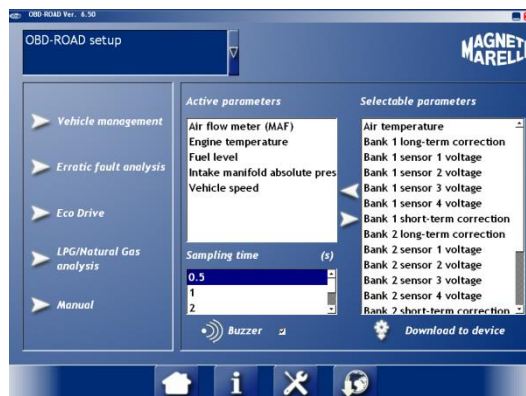 OBD-ROAD Ver. 6.50
OBD-ROAD setup
MAGNETI
MARELLI
Vehicle management
Erratic fault analysis
Eco Drive
LPG/Natural Gas
analysis
Manual
Active parameters
Air flow meter (MAF)
Engine temperature
Fuel level
Intake manifold absolute pres
Vehicle speed
Sampling time (s)
0.5
1
2
Buzzer
Selectable parameters
Air temperature
Bank 1 long-term correction
Bank 1 sensor 1 voltage
Bank 1 sensor 2 voltage
Bank 1 sensor 3 voltage
Bank 1 sensor 4 voltage
Bank 1 short-term correction
Bank 2 long-term correction
Bank 2 sensor 1 voltage
Bank 2 sensor 2 voltage
Bank 2 sensor 3 voltage
Bank 2 sensor 4 voltage
Bank 2 short-term correction
Download to device
i